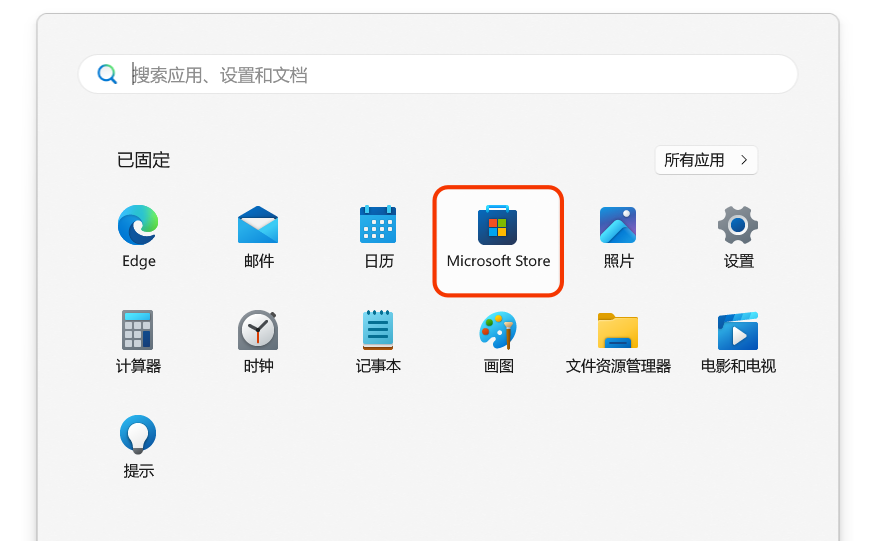 搜索应用、设置和文档
已固定
所有应用
Edge
邮件
日历
Microsoft Store
照片
设置
计算器
时钟
记事本
画图
文件资源管理器
电影和电视
提示